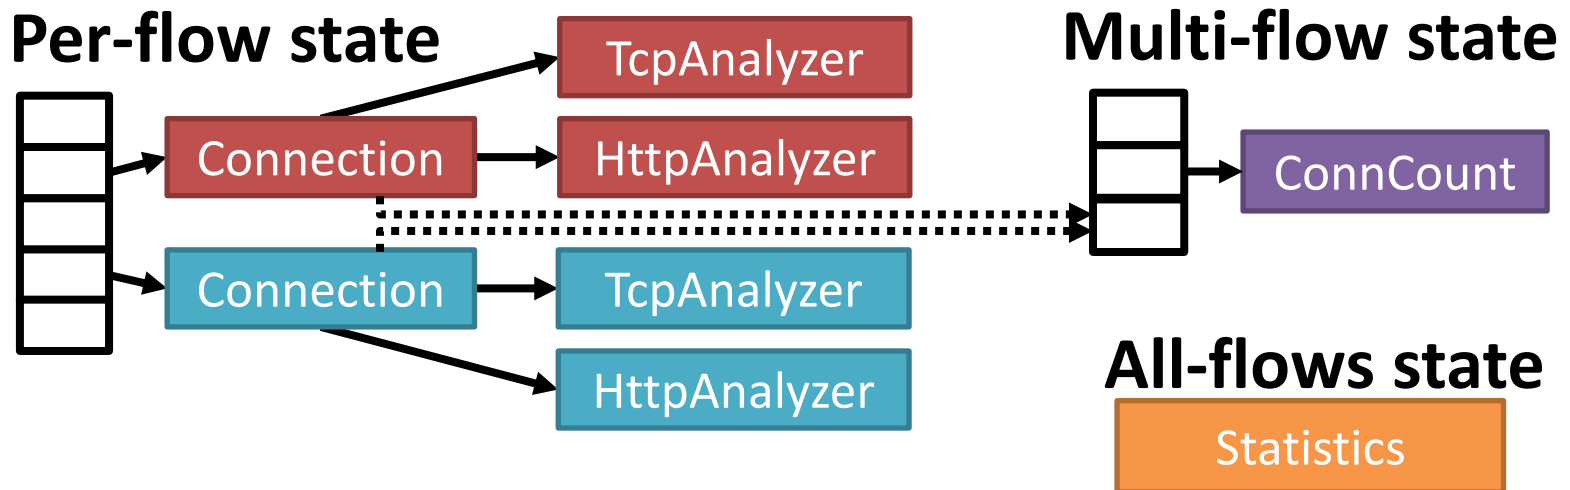 Per-flow state
TcpAnalyzer
Connection
HttpAnalyzer
Connection
TcpAnalyzer
HttpAnalyzer
Multi-flow state
ConnCount
All-flows state
Statistics